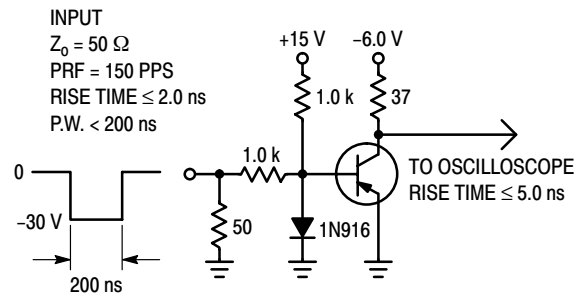 INPUT
Zo = 50 Ω
PRF = 150 PPS
RISE TIME ≤ 2.0 ns
P.W. < 200 ns
+15 V
−6.0 V
1.0 k
37
1.0 k
0
TO OSCILLOSCOPE
RISE TIME ≤ 5.0 ns
−30 V
50
1N916
200 ns